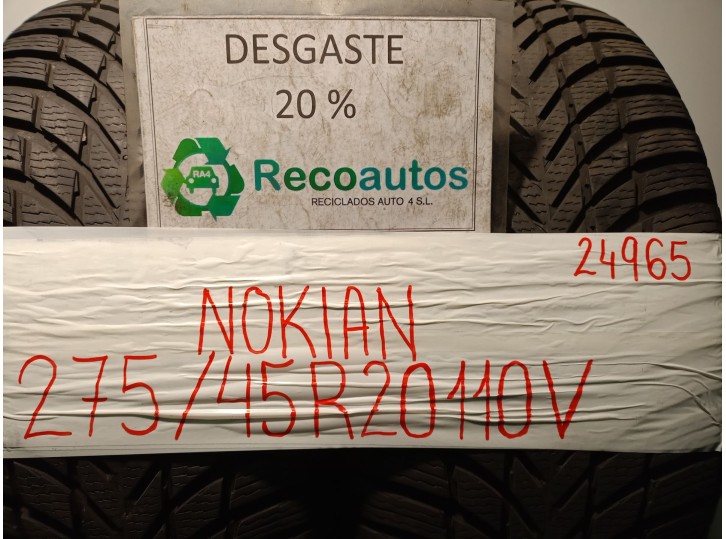 DESGASTE
20 %
RA4
Recoautos
RECICLADOS AUTO 4 S.L.
24965
NOKIAN
275/45R20110V